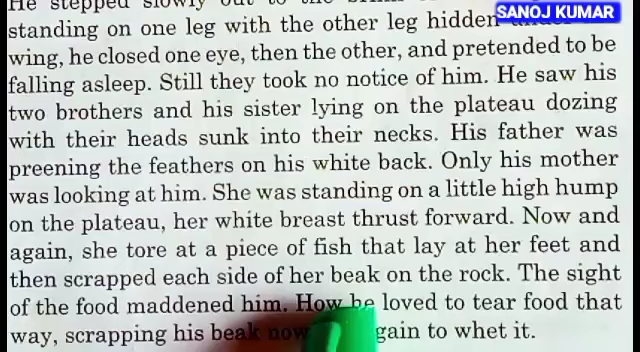 He stepped slowly out to the
SANOJ KUMAR
standing on one leg with the other leg hidden
wing, he closed one eye, then the other, and pretended to be
falling asleep. Still they took no notice of him. He saw his
two brothers and his sister lying on the plateau dozing
with their heads sunk into their necks. His father was
preening the feathers on his white back. Only his mother
was looking at him. She was standing on a little high hump
on the plateau, her white breast thrust forward. Now and
again, she tore at a piece of fish that lay at her feet and
then scrapped each side of her beak on the rock. The sight
of the food maddened him. How he loved to tear food that
way, scrapping his beak now gain to whet it.